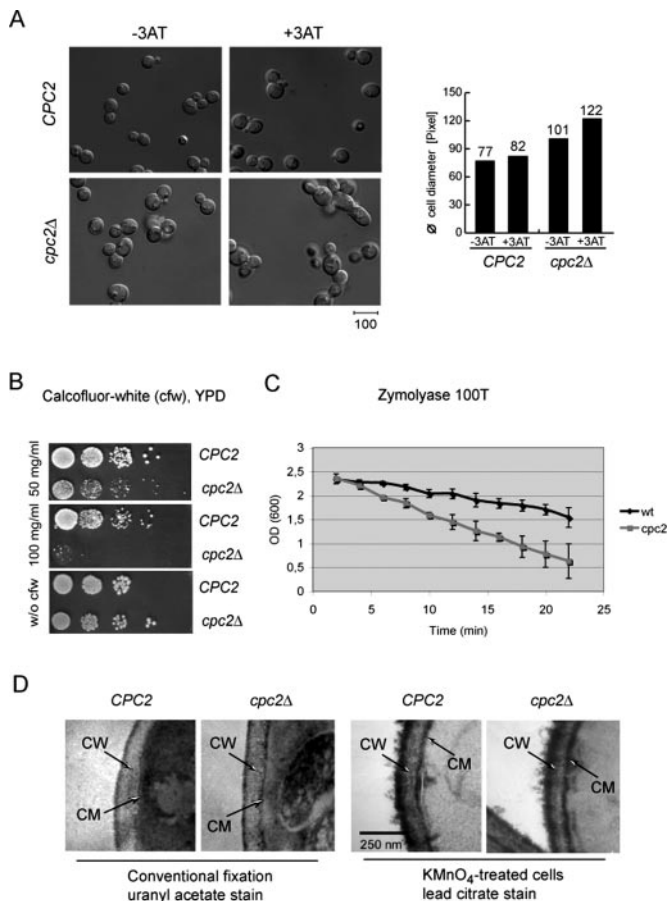 A
-3AT
+3AT
CPC2
cpc2Δ
100
Ø cell diameter [Pixel]
150
120
90
60
30
0
77
82
101
122
-3AT +3AT -3AT +3AT
CPC2 cpc2Δ
B
Calcofluor-white (cfw), YPD
50 mg/ml
CPC2
cpc2Δ
100 mg/ml
CPC2
cpc2Δ
w/o cfw
CPC2
cpc2Δ
C
Zymolyase 100T
OD (600)
3
2,5
2
1,5
1
0,5
0 5 10 15 20 25
Time (min)
wt
cpc2
D
CPC2
cpc2Δ
CPC2
cpc2Δ
CW
CM
CW
CM
CW
CM
CW
CM
250 nm
Conventional fixation
uranyl acetate stain
KMnO4-treated cells
lead citrate stain